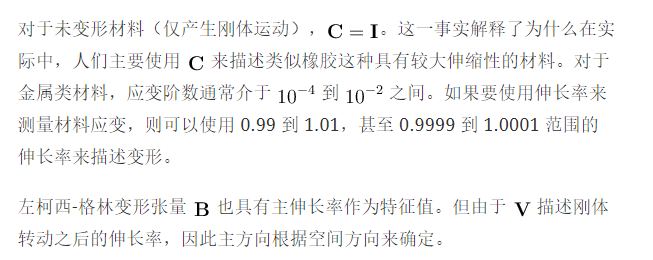 对于未变形材料（仅产生刚体运动），C = I。这一事实解释了为什么在实
际中，人们主要使用 C 来描述类似橡胶这种具有较大伸缩性的材料。对于
金属类材料，应变阶数通常介于 10⁻⁴ 到 10⁻² 之间。如果要使用伸长率来
测量材料应变，则可以使用 0.99 到 1.01，甚至 0.9999 到 1.0001 范围的
伸长率来描述变形。
左柯西-格林变形张量 B 也具有主伸长率作为特征值。但由于 V 描述刚体
转动之后的伸长率，因此主方向根据空间方向来确定。